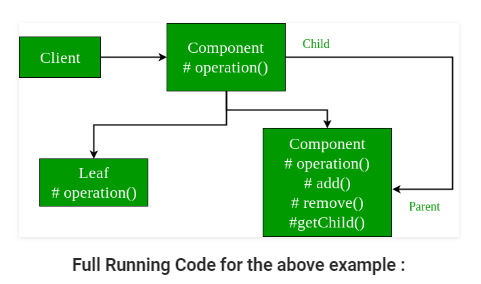 Client
Component
# operation()
Child
Leaf
# operation()
Component
# operation()
# add()
# remove()
#getChild()
Parent
Full Running Code for the above example :